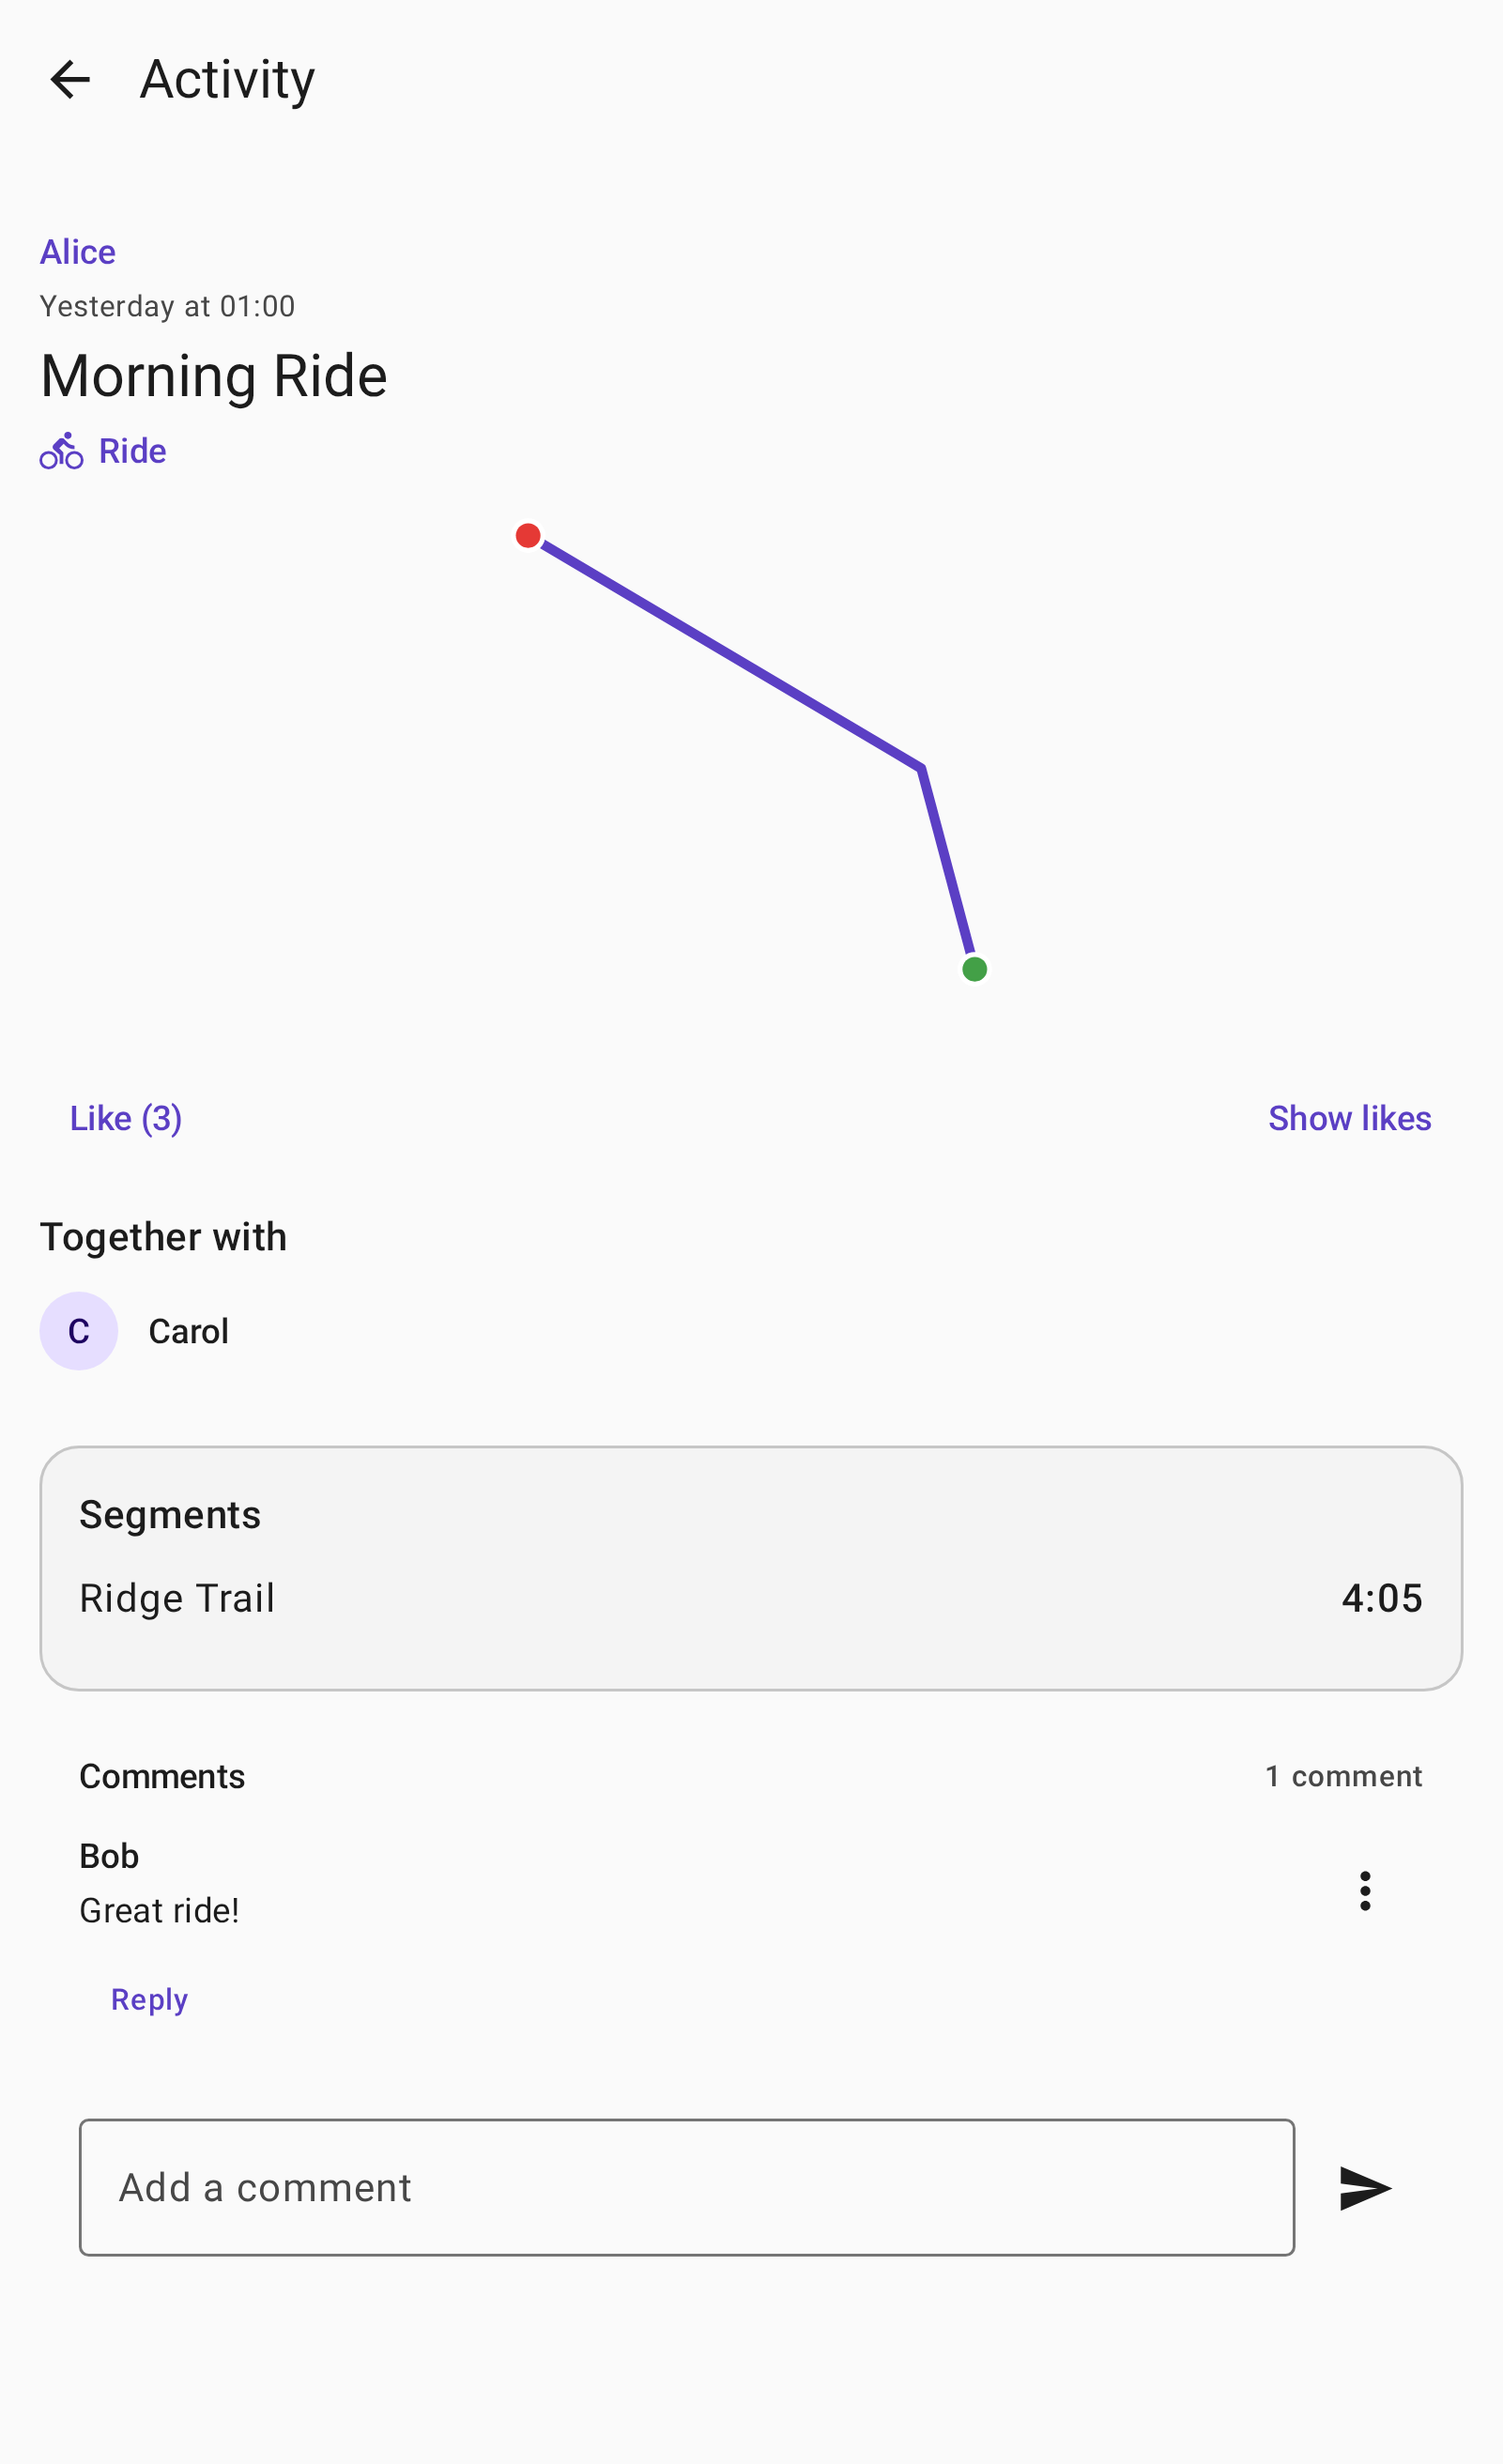 Activity
Alice
Yesterday at 01:00
Morning Ride
Ride
Like (3)
Show likes
Together with
C
Carol
Segments
Ridge Trail
4:05
Comments
1 comment
Bob
Great ride!
Reply
Add a comment